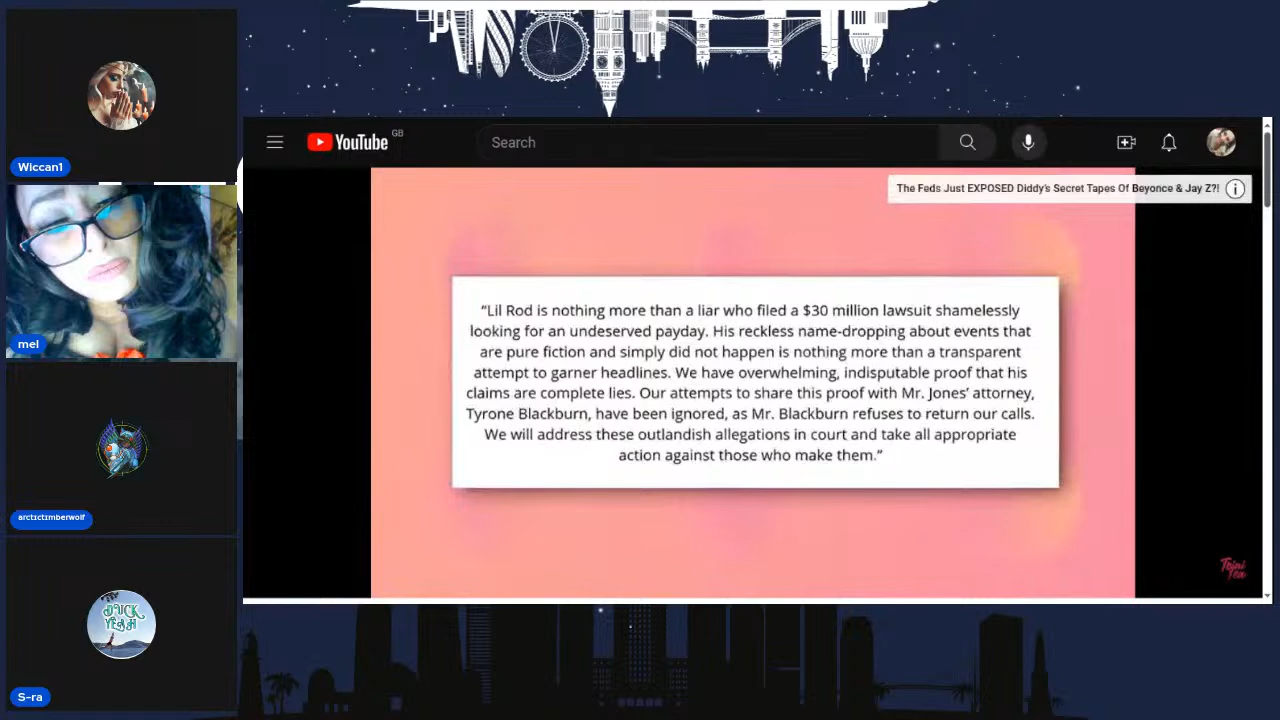 Wiccan1
mel
arctictimberwolf
DUCK
YEAH
S-ra
YouTube GB
Search
The Feds Just EXPOSED Diddy's Secret Tapes Of Beyonce & Jay Z?!
“Lil Rod is nothing more than a liar who filed a $30 million lawsuit shamelessly
looking for an undeserved payday. His reckless name-dropping about events that
are pure fiction and simply did not happen is nothing more than a transparent
attempt to garner headlines. We have overwhelming, indisputable proof that his
claims are complete lies. Our attempts to share this proof with Mr. Jones’ attorney,
Tyrone Blackburn, have been ignored, as Mr. Blackburn refuses to return our calls.
We will address these outlandish allegations in court and take all appropriate
action against those who make them.”
Tea